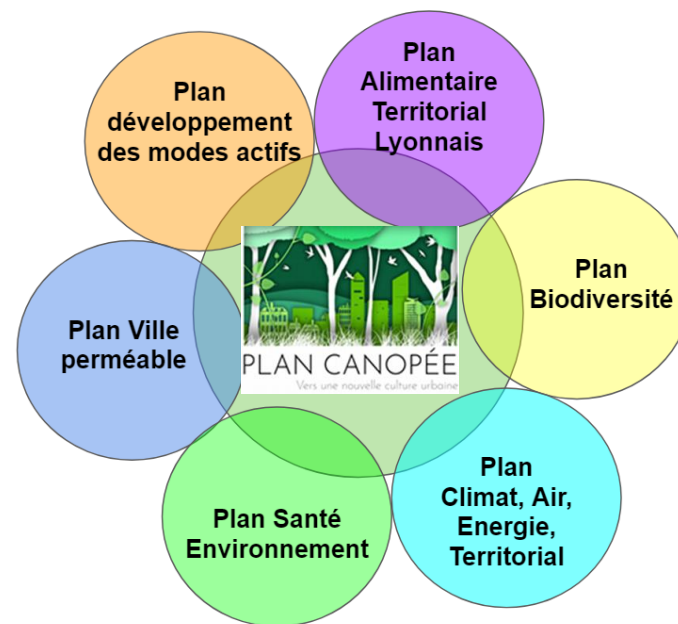 Plan
Alimentaire
Territorial
Lyonnais
Plan
développement
des modes actifs
Plan
Biodiversité
Plan Ville
perméable
PLAN CANOPÉE
Vers une nouvelle culture urbaine
Plan
Climat, Air,
Energie,
Territorial
Plan Santé
Environnement